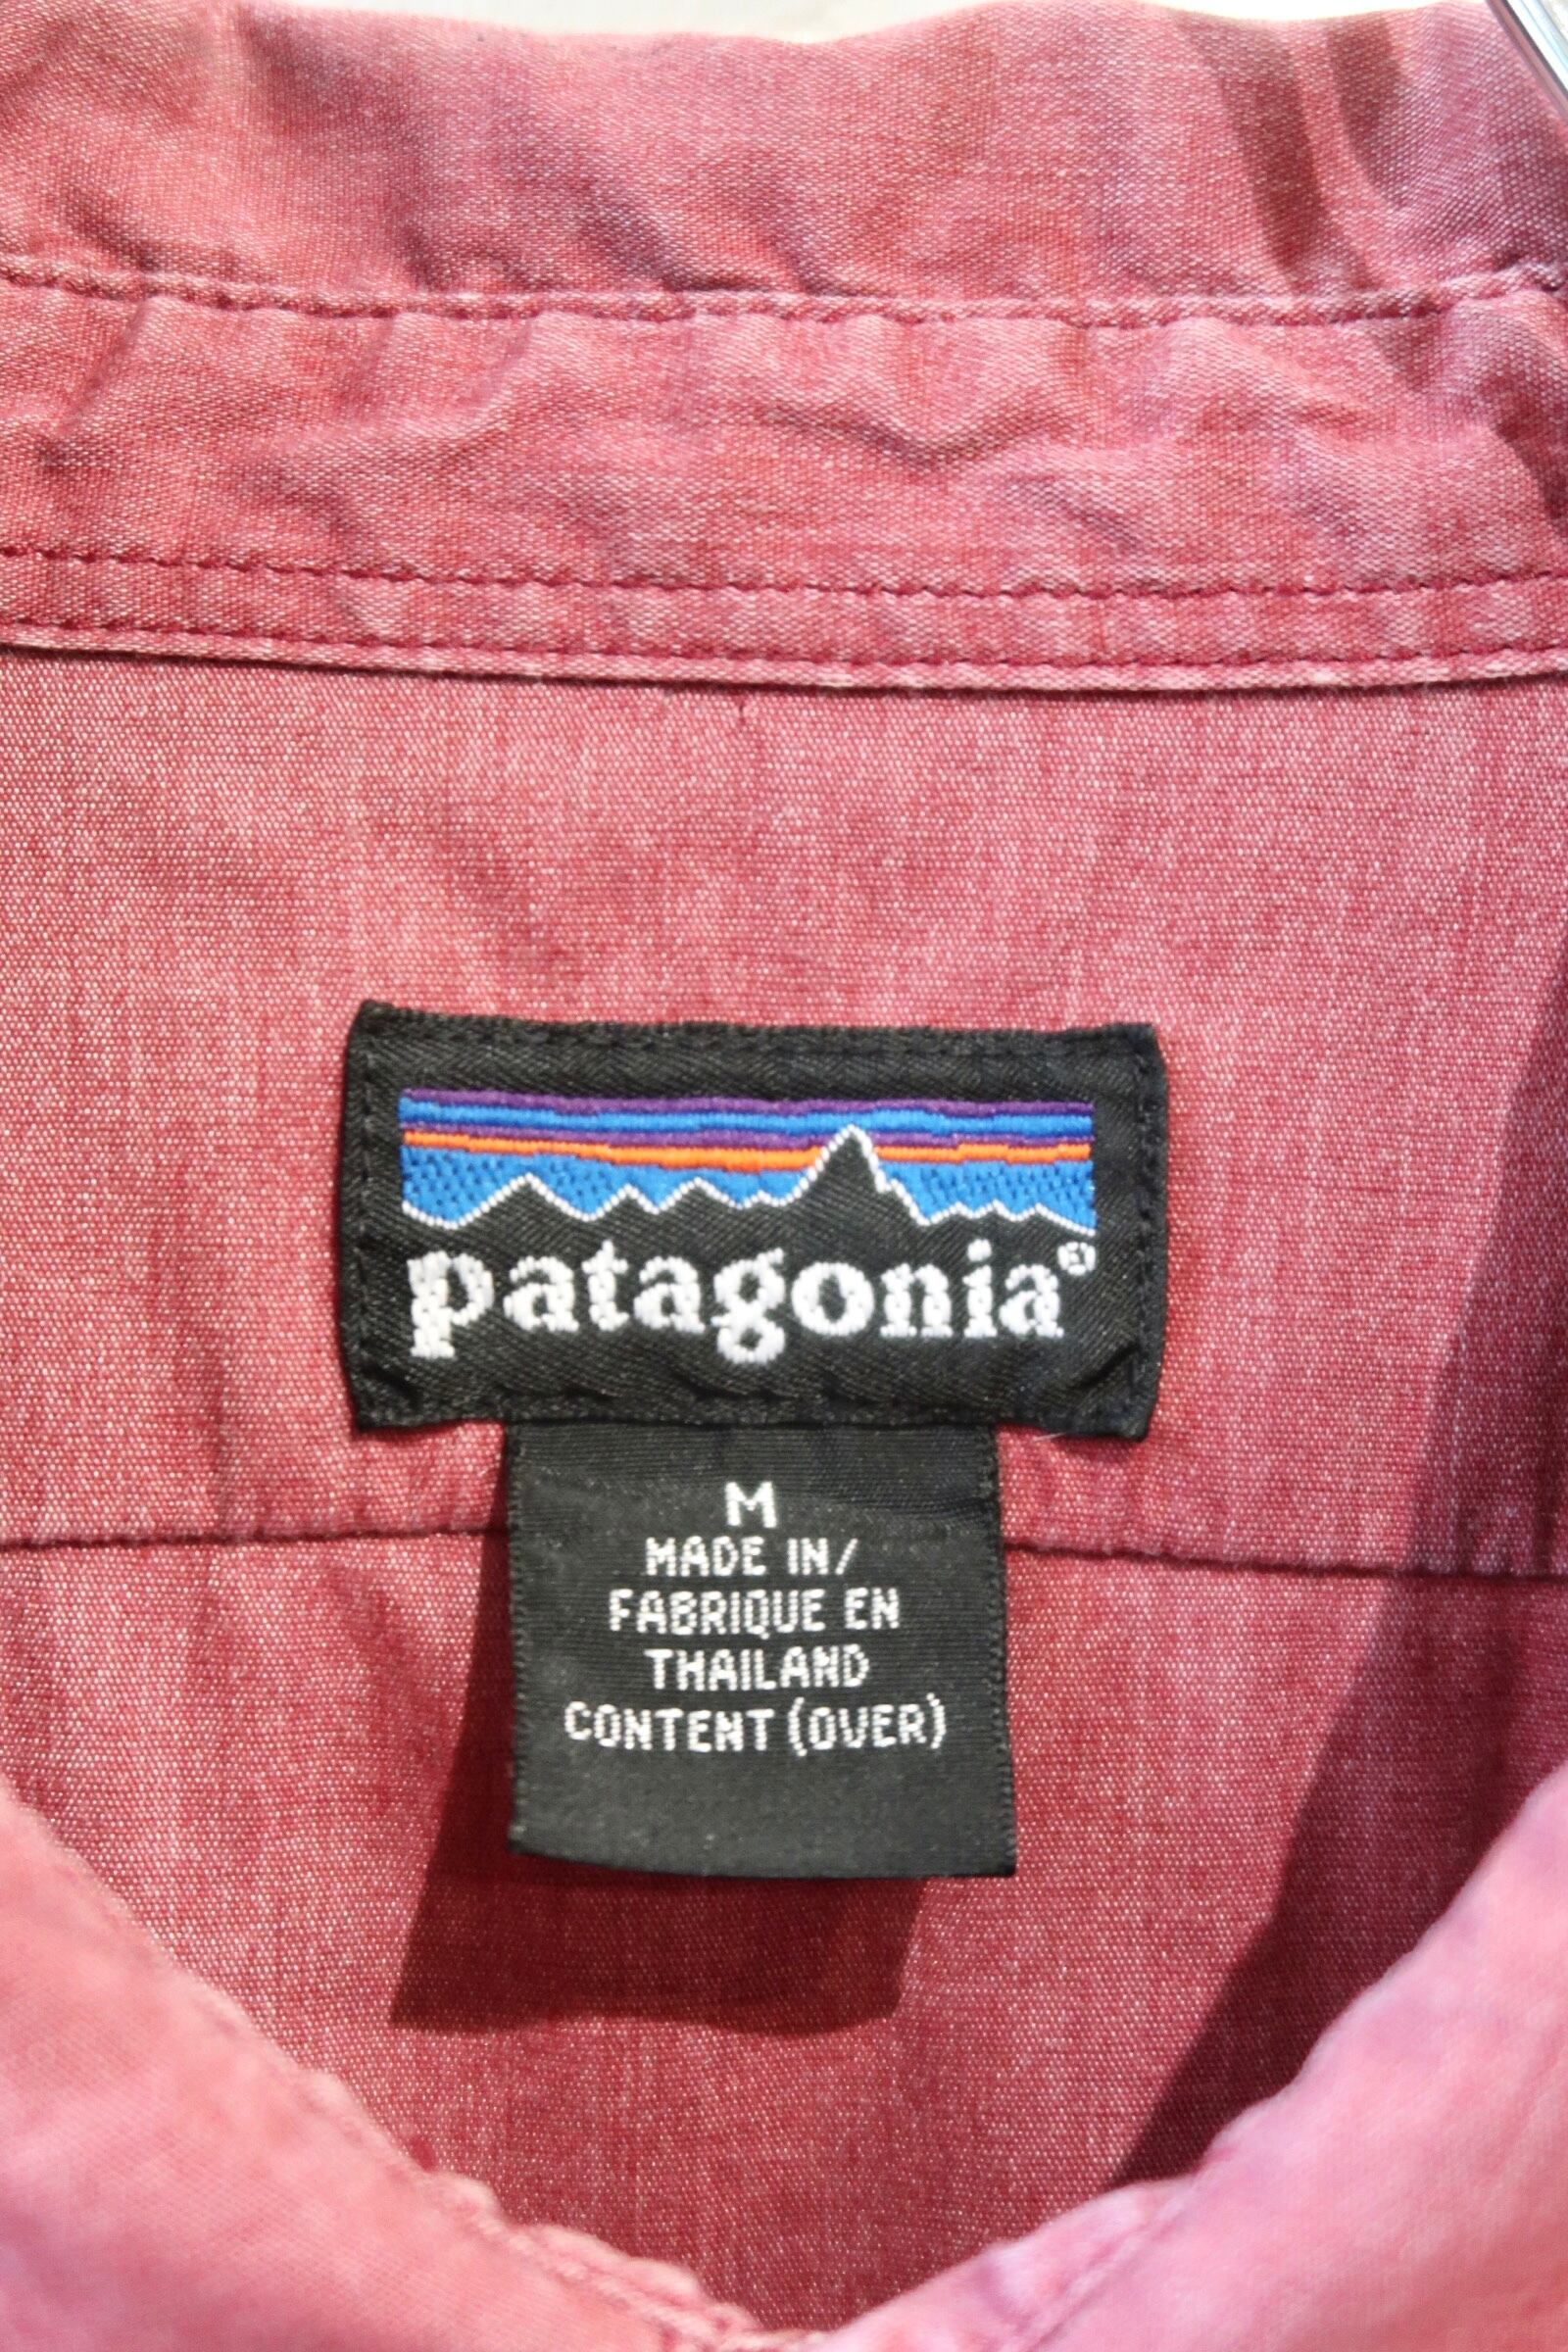 patagonia®
M
MADE IN/
FABRIQUE EN
THAILAND
CONTENT (OVER)